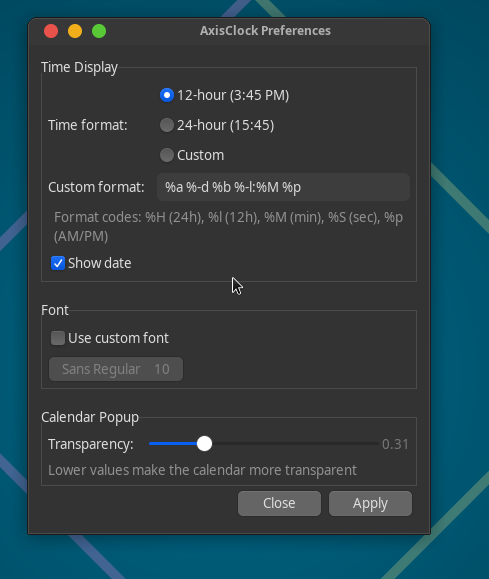 AxisClock Preferences
Time Display
12-hour (3:45 PM)
Time format:
24-hour (15:45)
Custom
Custom format:
%a %-d %b %-l:%M %p
Format codes: %H (24h), %l (12h), %M (min), %S (sec), %p
(AM/PM)
Show date
Font
Use custom font
Sans Regular 10
Calendar Popup
Transparency:
0.31
Lower values make the calendar more transparent
Close
Apply